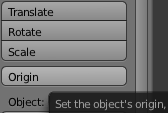 Translate
Rotate
Scale
Origin
Object:
Set the object's origin,